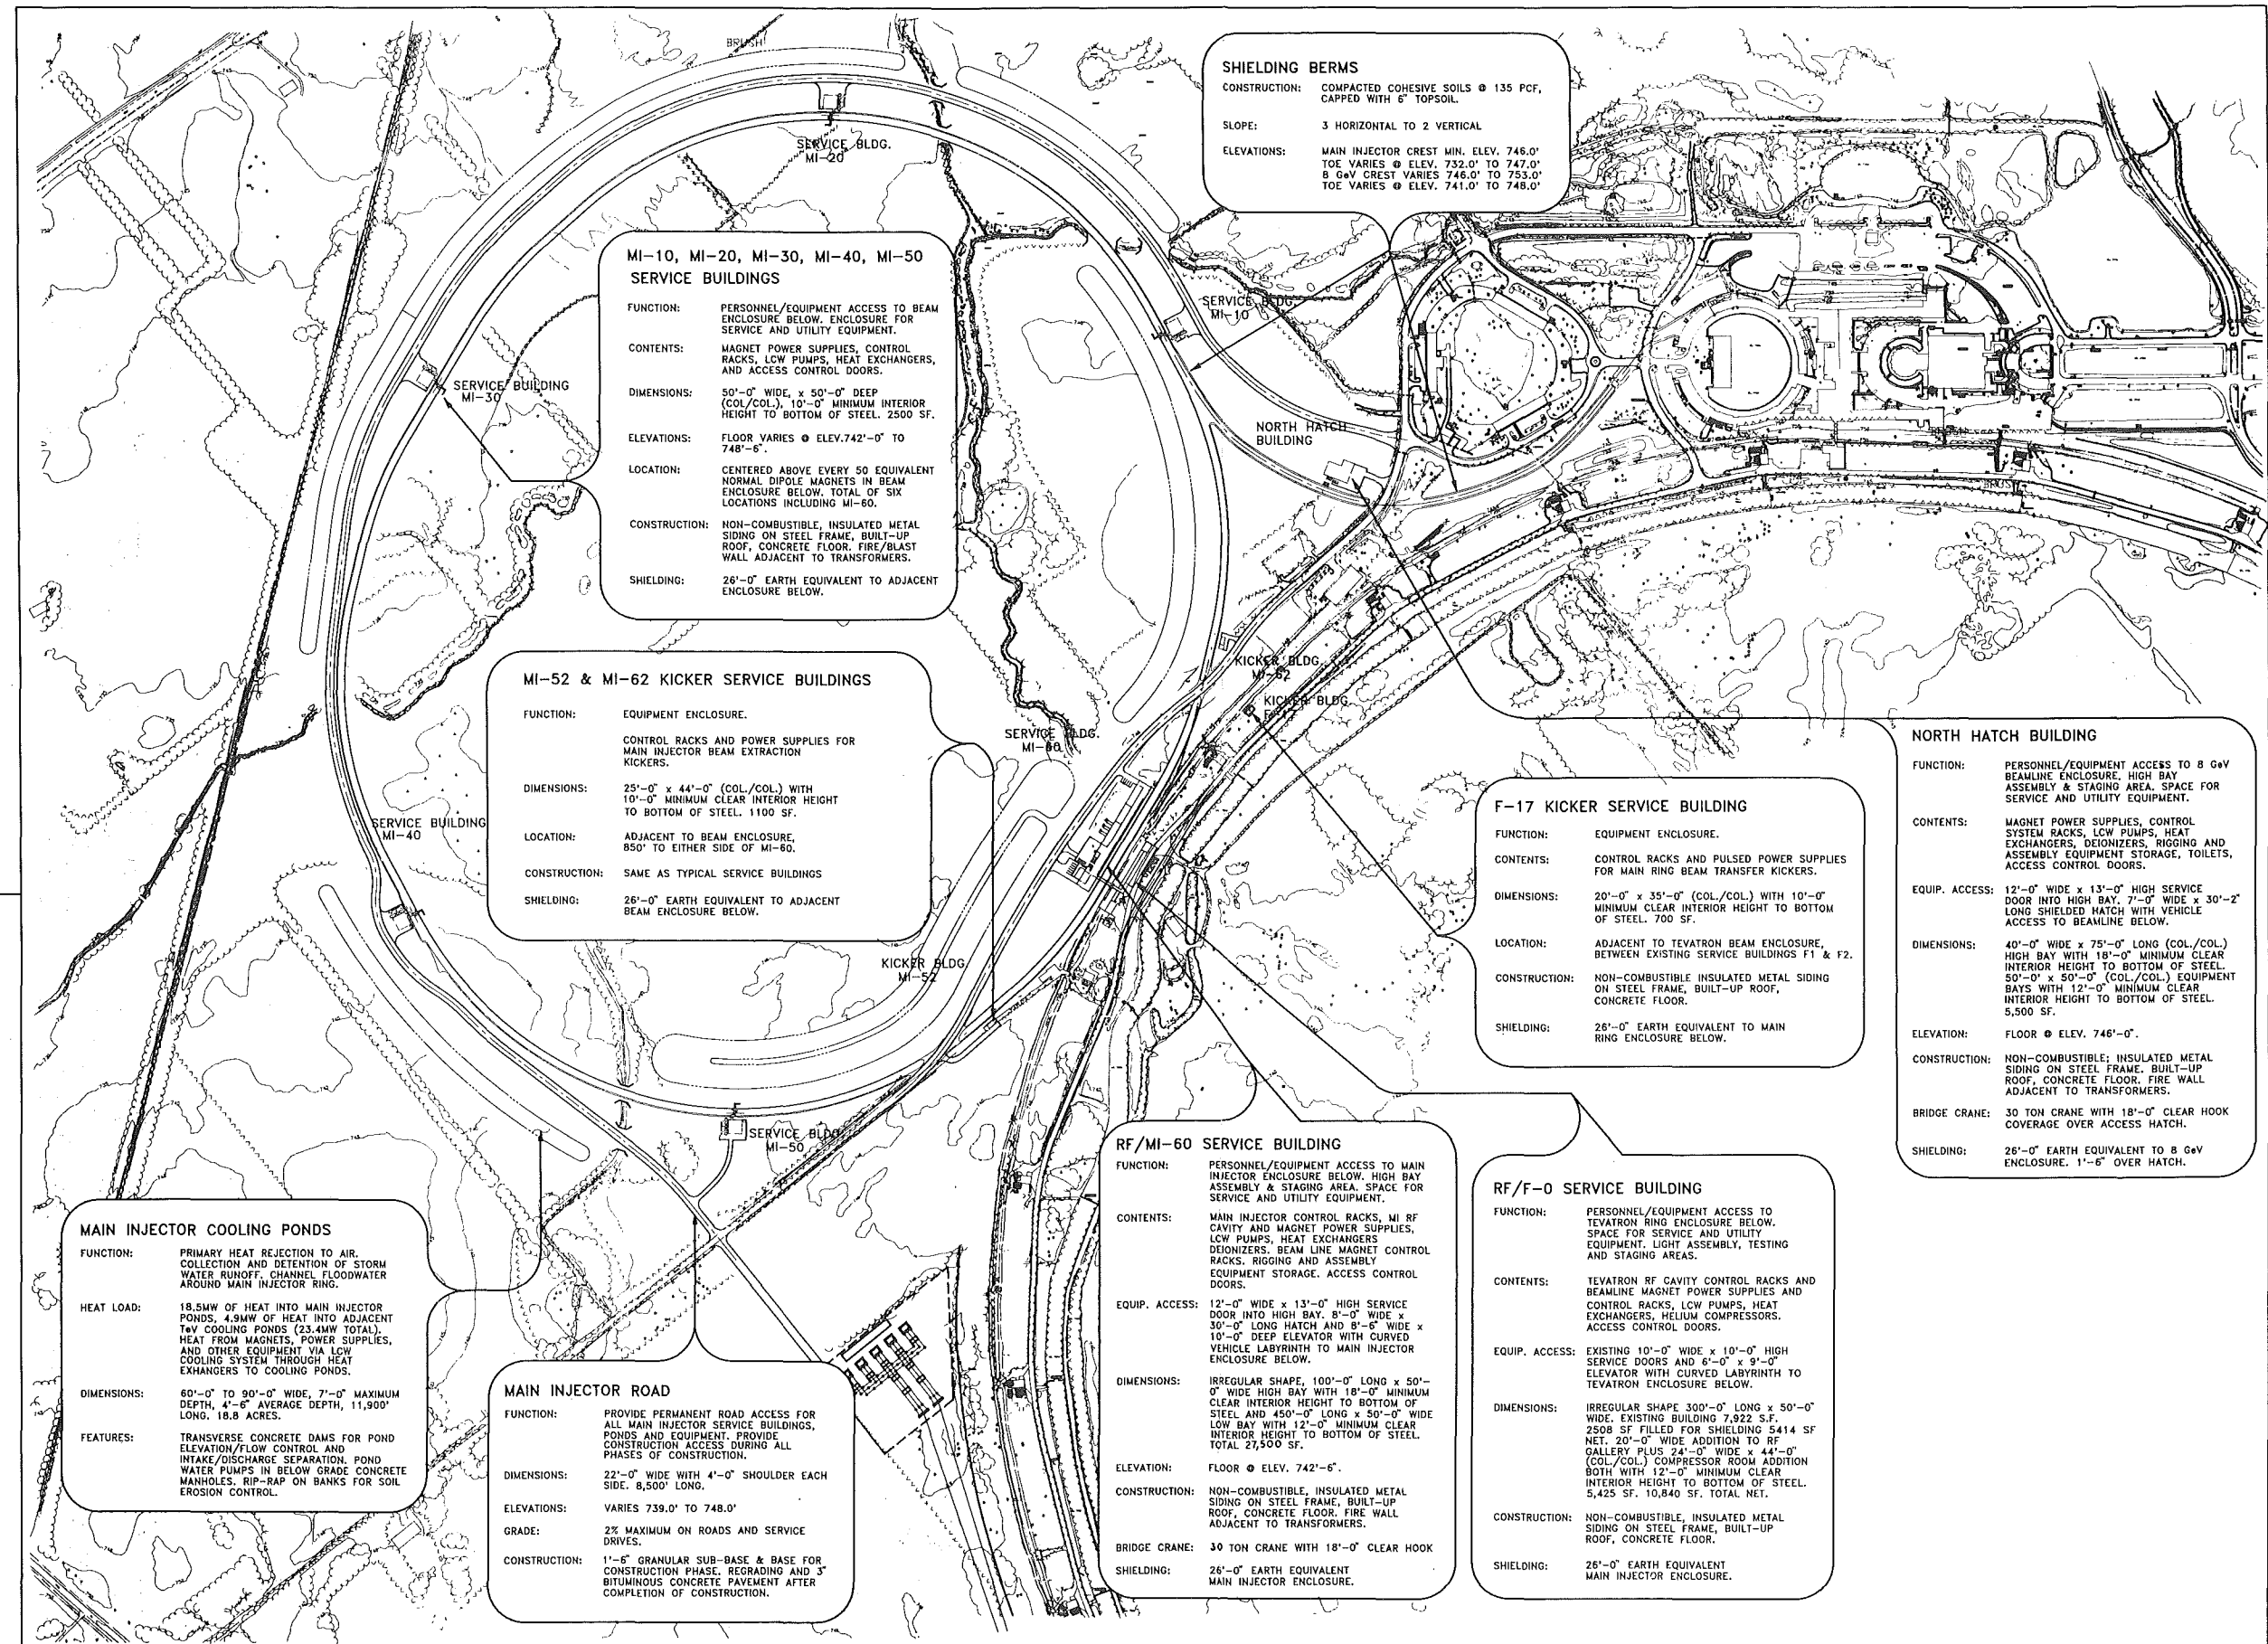 BRUSH
SERVICE BLDG.
MI-20
SHIELDING BERMS
CONSTRUCTION: COMPACTED COHESIVE SOILS @ 135 PCF,
CAPPED WITH 6" TOPSOIL.
SLOPE: 3 HORIZONTAL TO 2 VERTICAL
ELEVATIONS: MAIN INJECTOR CREST MIN. ELEV. 746.0'
TOE VARIES @ ELEV. 732.0' TO 747.0'
8 GeV CREST VARIES 746.0' TO 753.0'
TOE VARIES @ ELEV. 741.0' TO 748.0'
MI-10, MI-20, MI-30, MI-40, MI-50
SERVICE BUILDINGS
FUNCTION: PERSONNEL/EQUIPMENT ACCESS TO BEAM
ENCLOSURE BELOW. ENCLOSURE FOR
SERVICE AND UTILITY EQUIPMENT.
CONTENTS: MAGNET POWER SUPPLIES, CONTROL
RACKS, LCW PUMPS, HEAT EXCHANGERS,
AND ACCESS CONTROL DOORS.
DIMENSIONS: 50'-0" WIDE, x 50'-0" DEEP
(COL/COL.), 10'-0" MINIMUM INTERIOR
HEIGHT TO BOTTOM OF STEEL. 2500 SF.
ELEVATIONS: FLOOR VARIES @ ELEV.742'-0" TO
748'-6".
LOCATION: CENTERED ABOVE EVERY 50 EQUIVALENT
NORMAL DIPOLE MAGNETS IN BEAM
ENCLOSURE BELOW. TOTAL OF SIX
LOCATIONS INCLUDING MI-60.
CONSTRUCTION: NON-COMBUSTIBLE, INSULATED METAL
SIDING ON STEEL FRAME, BUILT-UP
ROOF, CONCRETE FLOOR. FIRE/BLAST
WALL ADJACENT TO TRANSFORMERS.
SHIELDING: 26'-0" EARTH EQUIVALENT TO ADJACENT
ENCLOSURE BELOW.
SERVICE BLDG.
MI-10
SERVICE BUILDING
MI-30
NORTH HATCH
BUILDING
BRUSH
MI-52 & MI-62 KICKER SERVICE BUILDINGS
FUNCTION: EQUIPMENT ENCLOSURE.
CONTROL RACKS AND POWER SUPPLIES FOR
MAIN INJECTOR BEAM EXTRACTION
KICKERS.
DIMENSIONS: 25'-0" x 44'-0" (COL./COL.) WITH
10'-0" MINIMUM CLEAR INTERIOR HEIGHT
TO BOTTOM OF STEEL. 1100 SF.
LOCATION: ADJACENT TO BEAM ENCLOSURE,
850' TO EITHER SIDE OF MI-60.
CONSTRUCTION: SAME AS TYPICAL SERVICE BUILDINGS
SHIELDING: 26'-0" EARTH EQUIVALENT TO ADJACENT
BEAM ENCLOSURE BELOW.
KICKER BLDG.
MI-62
KICKER BLDG.
SERVICE BLDG.
MI-60
SERVICE BUILDING
MI-40
KICKER BLDG.
MI-52
SERVICE BLDG.
MI-50
F-17 KICKER SERVICE BUILDING
FUNCTION: EQUIPMENT ENCLOSURE.
CONTENTS: CONTROL RACKS AND PULSED POWER SUPPLIES
FOR MAIN RING BEAM TRANSFER KICKERS.
DIMENSIONS: 20'-0" x 35'-0" (COL./COL.) WITH 10'-0"
MINIMUM CLEAR INTERIOR HEIGHT TO BOTTOM
OF STEEL. 700 SF.
LOCATION: ADJACENT TO TEVATRON BEAM ENCLOSURE,
BETWEEN EXISTING SERVICE BUILDINGS F1 & F2.
CONSTRUCTION: NON-COMBUSTIBLE INSULATED METAL SIDING
ON STEEL FRAME, BUILT-UP ROOF,
CONCRETE FLOOR.
SHIELDING: 26'-0" EARTH EQUIVALENT TO MAIN
RING ENCLOSURE BELOW.
NORTH HATCH BUILDING
FUNCTION: PERSONNEL/EQUIPMENT ACCESS TO 8 GeV
BEAMLINE ENCLOSURE. HIGH BAY
ASSEMBLY & STAGING AREA. SPACE FOR
SERVICE AND UTILITY EQUIPMENT.
CONTENTS: MAGNET POWER SUPPLIES, CONTROL
SYSTEM RACKS, LCW PUMPS, HEAT
EXCHANGERS, DEIONIZERS, RIGGING AND
ASSEMBLY EQUIPMENT STORAGE, TOILETS,
ACCESS CONTROL DOORS.
EQUIP. ACCESS: 12'-0" WIDE x 13'-0" HIGH SERVICE
DOOR INTO HIGH BAY. 7'-0" WIDE x 30'-2"
LONG SHIELDED HATCH WITH VEHICLE
ACCESS TO BEAMLINE BELOW.
DIMENSIONS: 40'-0" WIDE x 75'-0" LONG (COL./COL.)
HIGH BAY WITH 18'-0" MINIMUM CLEAR
INTERIOR HEIGHT TO BOTTOM OF STEEL.
50'-0" x 50'-0" (COL./COL.) EQUIPMENT
BAYS WITH 12'-0" MINIMUM CLEAR
INTERIOR HEIGHT TO BOTTOM OF STEEL.
5,500 SF.
ELEVATION: FLOOR @ ELEV. 746'-0".
CONSTRUCTION: NON-COMBUSTIBLE; INSULATED METAL
SIDING ON STEEL FRAME. BUILT-UP
ROOF, CONCRETE FLOOR. FIRE WALL
ADJACENT TO TRANSFORMERS.
BRIDGE CRANE: 30 TON CRANE WITH 18'-0" CLEAR HOOK
COVERAGE OVER ACCESS HATCH.
SHIELDING: 26'-0" EARTH EQUIVALENT TO 8 GeV
ENCLOSURE. 1'-6" OVER HATCH.
MAIN INJECTOR COOLING PONDS
FUNCTION: PRIMARY HEAT REJECTION TO AIR.
COLLECTION AND DETENTION OF STORM
WATER RUNOFF. CHANNEL FLOODWATER
AROUND MAIN INJECTOR RING.
HEAT LOAD: 18.5MW OF HEAT INTO MAIN INJECTOR
PONDS, 4.9MW OF HEAT INTO ADJACENT
TeV COOLING PONDS (23.4MW TOTAL).
HEAT FROM MAGNETS, POWER SUPPLIES,
AND OTHER EQUIPMENT VIA LCW
COOLING SYSTEM THROUGH HEAT
EXHANGERS TO COOLING PONDS.
DIMENSIONS: 60'-0" TO 90'-0" WIDE, 7'-0" MAXIMUM
DEPTH, 4'-6" AVERAGE DEPTH, 11,900'
LONG. 18.8 ACRES.
FEATURES: TRANSVERSE CONCRETE DAMS FOR POND
ELEVATION/FLOW CONTROL AND
INTAKE/DISCHARGE SEPARATION. POND
WATER PUMPS IN BELOW GRADE CONCRETE
MANHOLES. RIP-RAP ON BANKS FOR SOIL
EROSION CONTROL.
MAIN INJECTOR ROAD
FUNCTION: PROVIDE PERMANENT ROAD ACCESS FOR
ALL MAIN INJECTOR SERVICE BUILDINGS,
PONDS AND EQUIPMENT. PROVIDE
CONSTRUCTION ACCESS DURING ALL
PHASES OF CONSTRUCTION.
DIMENSIONS: 22'-0" WIDE WITH 4'-0" SHOULDER EACH
SIDE. 8,500' LONG.
ELEVATIONS: VARIES 739.0' TO 748.0'
GRADE: 2% MAXIMUM ON ROADS AND SERVICE
DRIVES.
CONSTRUCTION: 1'-6" GRANULAR SUB-BASE & BASE FOR
CONSTRUCTION PHASE. REGRADING AND 3"
BITUMINOUS CONCRETE PAVEMENT AFTER
COMPLETION OF CONSTRUCTION.
RF/MI-60 SERVICE BUILDING
FUNCTION: PERSONNEL/EQUIPMENT ACCESS TO MAIN
INJECTOR ENCLOSURE BELOW. HIGH BAY
ASSEMBLY & STAGING AREA. SPACE FOR
SERVICE AND UTILITY EQUIPMENT.
CONTENTS: MAIN INJECTOR CONTROL RACKS, MI RF
CAVITY AND MAGNET POWER SUPPLIES,
LCW PUMPS, HEAT EXCHANGERS
DEIONIZERS. BEAM LINE MAGNET CONTROL
RACKS. RIGGING AND ASSEMBLY
EQUIPMENT STORAGE. ACCESS CONTROL
DOORS.
EQUIP. ACCESS: 12'-0" WIDE x 13'-0" HIGH SERVICE
DOOR INTO HIGH BAY. 8'-0" WIDE x
30'-0" LONG HATCH AND 8'-6" WIDE x
10'-0" DEEP ELEVATOR WITH CURVED
VEHICLE LABYRINTH TO MAIN INJECTOR
ENCLOSURE BELOW.
DIMENSIONS: IRREGULAR SHAPE, 100'-0" LONG x 50'-
0" WIDE HIGH BAY WITH 18'-0" MINIMUM
CLEAR INTERIOR HEIGHT TO BOTTOM OF
STEEL AND 450'-0" LONG x 50'-0" WIDE
LOW BAY WITH 12'-0" MINIMUM CLEAR
INTERIOR HEIGHT TO BOTTOM OF STEEL.
TOTAL 27,500 SF.
ELEVATION: FLOOR @ ELEV. 742'-6".
CONSTRUCTION: NON-COMBUSTIBLE, INSULATED METAL
SIDING ON STEEL FRAME, BUILT-UP
ROOF, CONCRETE FLOOR. FIRE WALL
ADJACENT TO TRANSFORMERS.
BRIDGE CRANE: 30 TON CRANE WITH 18'-0" CLEAR HOOK
SHIELDING: 26'-0" EARTH EQUIVALENT
MAIN INJECTOR ENCLOSURE.
RF/F-0 SERVICE BUILDING
FUNCTION: PERSONNEL/EQUIPMENT ACCESS TO
TEVATRON RING ENCLOSURE BELOW.
SPACE FOR SERVICE AND UTILITY
EQUIPMENT. LIGHT ASSEMBLY, TESTING
AND STAGING AREAS.
CONTENTS: TEVATRON RF CAVITY CONTROL RACKS AND
BEAMLINE MAGNET POWER SUPPLIES AND
CONTROL RACKS, LCW PUMPS, HEAT
EXCHANGERS, HELIUM COMPRESSORS.
ACCESS CONTROL DOORS.
EQUIP. ACCESS: EXISTING 10'-0" WIDE x 10'-0" HIGH
SERVICE DOORS AND 6'-0" x 9'-0"
ELEVATOR WITH CURVED LABYRINTH TO
TEVATRON ENCLOSURE BELOW.
DIMENSIONS: IRREGULAR SHAPE 300'-0" LONG x 50'-0"
WIDE. EXISTING BUILDING 7,922 S.F.
2508 SF FILLED FOR SHIELDING 5414 SF
NET. 20'-0" WIDE ADDITION TO RF
GALLERY PLUS 24'-0" WIDE x 44'-0"
(COL./COL.) COMPRESSOR ROOM ADDITION
BOTH WITH 12'-0" MINIMUM CLEAR
INTERIOR HEIGHT TO BOTTOM OF STEEL.
5,425 SF. 10,840 SF. TOTAL NET.
CONSTRUCTION: NON-COMBUSTIBLE, INSULATED METAL
SIDING ON STEEL FRAME, BUILT-UP
ROOF, CONCRETE FLOOR.
SHIELDING: 26'-0" EARTH EQUIVALENT
MAIN INJECTOR ENCLOSURE.